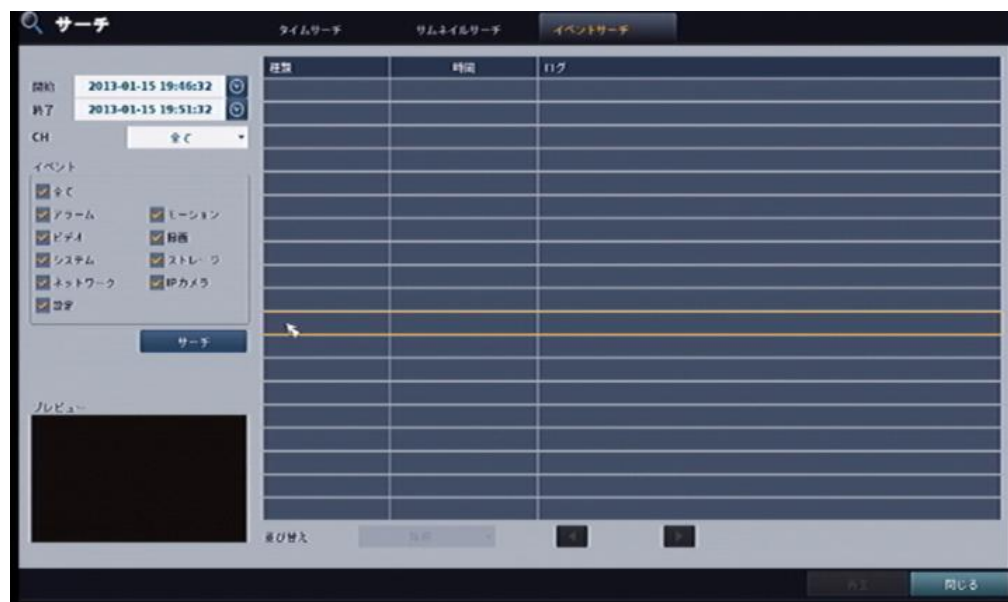 サーチ
タイムサーチ
サムネイルサーチ
イベントサーチ
種類 時間 ログ
開始 2013-01-15 19:46:32
終了 2013-01-15 19:51:32
CH 全て
イベント
全て
アラーム モーション
ビデオ 録画
システム ストレージ
ネットワーク IPカメラ
設定
サーチ
プレビュー
並び替え
閉じる